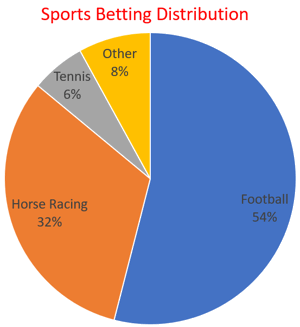 Sports Betting Distribution
Other
8%
Tennis
6%
Football
54%
Horse Racing
32%